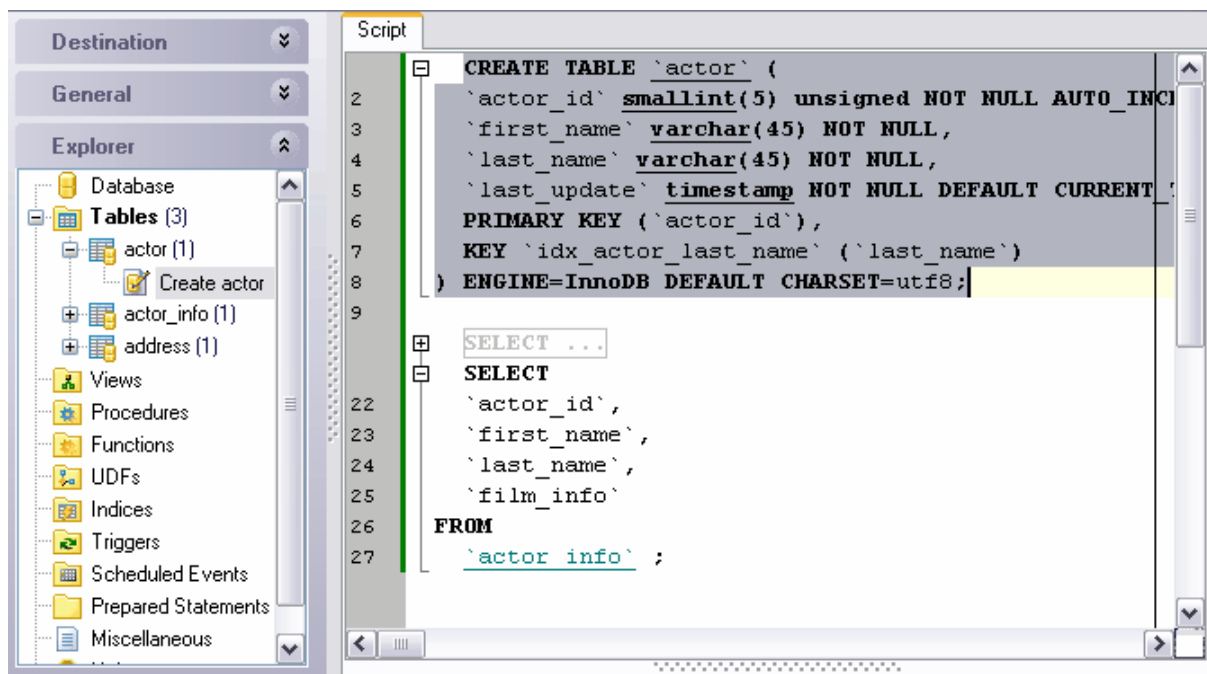 Destination
General
Explorer
Database
Tables (3)
actor (1)
Create actor
actor_info (1)
address (1)
Views
Procedures
Functions
UDFs
Indices
Triggers
Scheduled Events
Prepared Statements
Miscellaneous
Script
CREATE TABLE `actor` (
2 `actor_id` smallint(5) unsigned NOT NULL AUTO_INC
3 `first_name` varchar(45) NOT NULL,
4 `last_name` varchar(45) NOT NULL,
5 `last_update` timestamp NOT NULL DEFAULT CURRENT_
6 PRIMARY KEY (`actor_id`),
7 KEY `idx_actor_last_name` (`last_name`)
8 ) ENGINE=InnoDB DEFAULT CHARSET=utf8;
9
SELECT ...
SELECT
22 `actor_id`,
23 `first_name`,
24 `last_name`,
25 `film_info`
26 FROM
27 `actor_info` ;